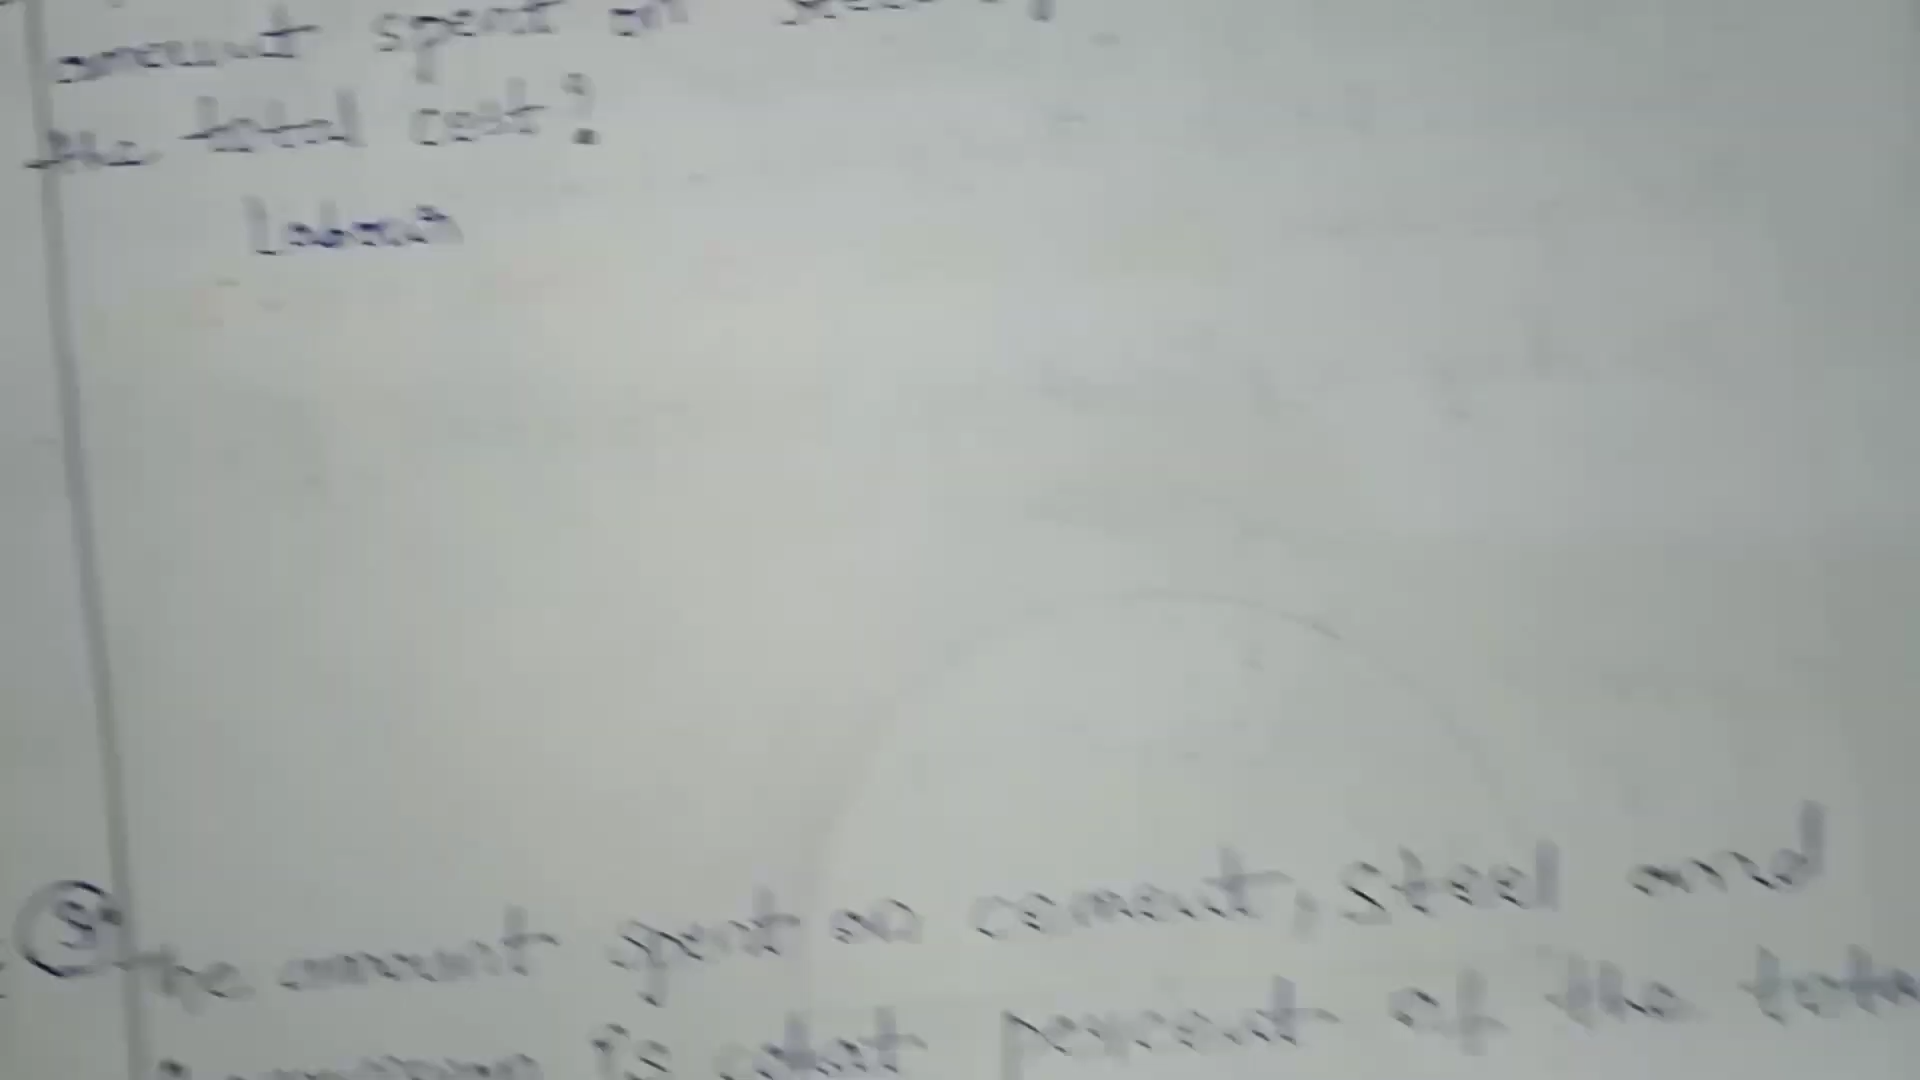 amount spent on
the total cost?
Labour
5 The amount spent on cement, Steel and
is what percent of the